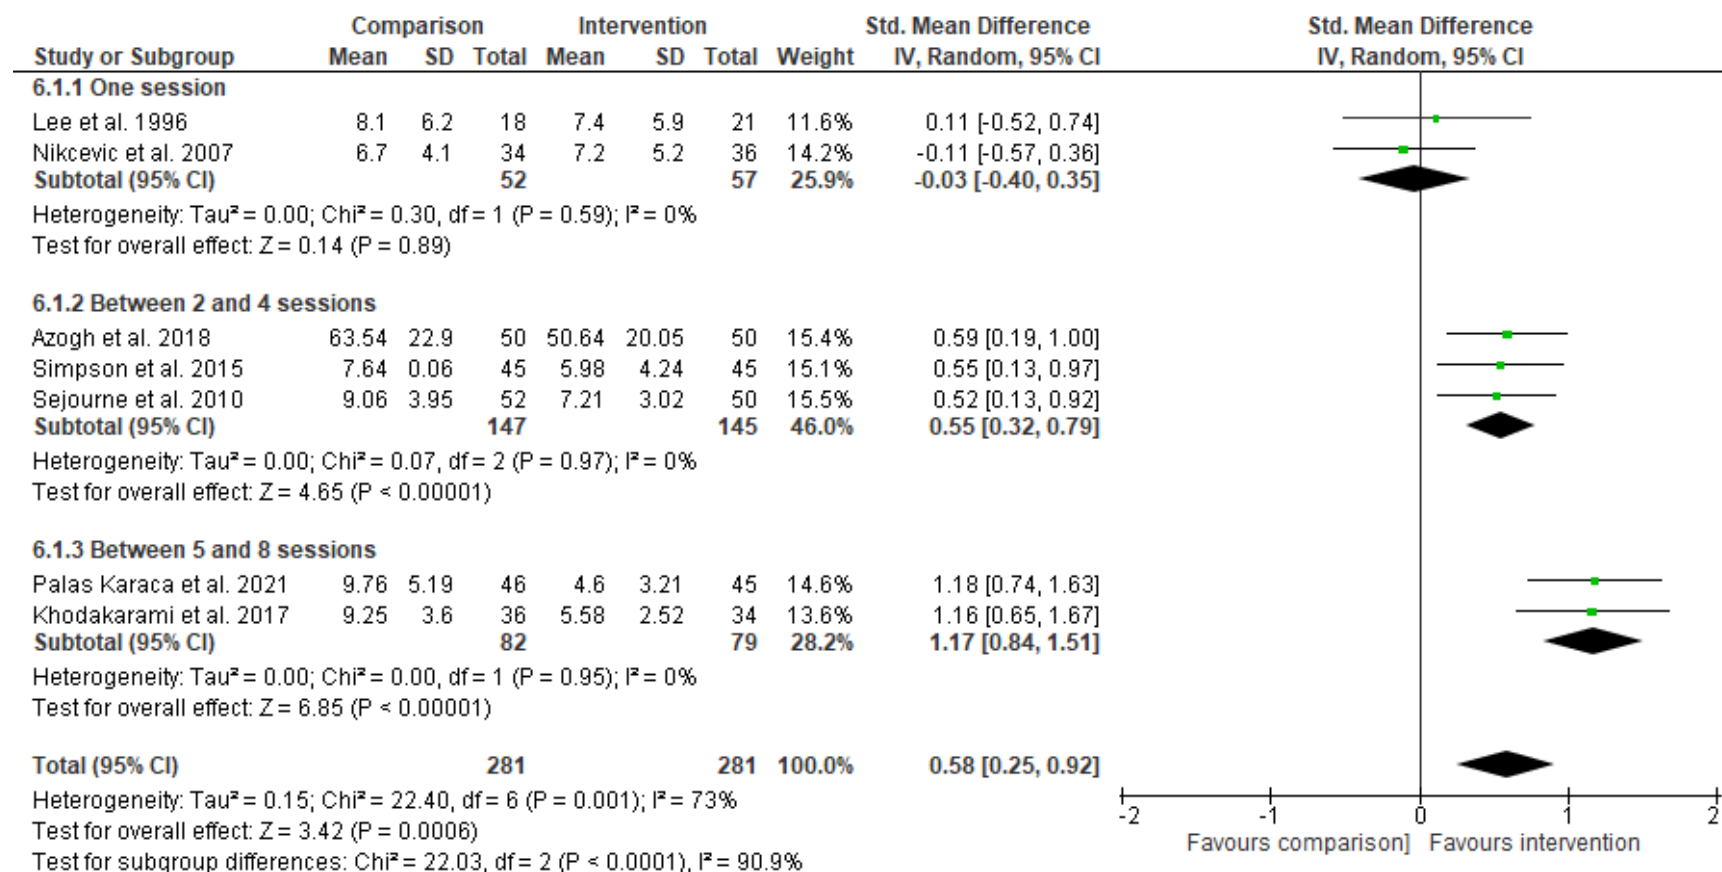 Comparison Intervention Std. Mean Difference Std. Mean Difference
Study or Subgroup Mean SD Total Mean SD Total Weight IV, Random, 95% CI IV, Random, 95% CI
6.1.1 One session
Lee et al. 1996 8.1 6.2 18 7.4 5.9 21 11.6% 0.11 [-0.52, 0.74]
Nikcevic et al. 2007 6.7 4.1 34 7.2 5.2 36 14.2% -0.11 [-0.57, 0.36]
Subtotal (95% CI) 52 57 25.9% -0.03 [-0.40, 0.35]
Heterogeneity: Tau² = 0.00; Chi² = 0.30, df = 1 (P = 0.59); I² = 0%
Test for overall effect: Z = 0.14 (P = 0.89)
6.1.2 Between 2 and 4 sessions
Azogh et al. 2018 63.54 22.9 50 50.64 20.05 50 15.4% 0.59 [0.19, 1.00]
Simpson et al. 2015 7.64 0.06 45 5.98 4.24 45 15.1% 0.55 [0.13, 0.97]
Sejourne et al. 2010 9.06 3.95 52 7.21 3.02 50 15.5% 0.52 [0.13, 0.92]
Subtotal (95% CI) 147 145 46.0% 0.55 [0.32, 0.79]
Heterogeneity: Tau² = 0.00; Chi² = 0.07, df = 2 (P = 0.97); I² = 0%
Test for overall effect: Z = 4.65 (P < 0.00001)
6.1.3 Between 5 and 8 sessions
Palas Karaca et al. 2021 9.76 5.19 46 4.6 3.21 45 14.6% 1.18 [0.74, 1.63]
Khodakarami et al. 2017 9.25 3.6 36 5.58 2.52 34 13.6% 1.16 [0.65, 1.67]
Subtotal (95% CI) 82 79 28.2% 1.17 [0.84, 1.51]
Heterogeneity: Tau² = 0.00; Chi² = 0.00, df = 1 (P = 0.95); I² = 0%
Test for overall effect: Z = 6.85 (P < 0.00001)
Total (95% CI) 281 281 100.0% 0.58 [0.25, 0.92]
Heterogeneity: Tau² = 0.15; Chi² = 22.40, df = 6 (P = 0.001); I² = 73%
Test for overall effect: Z = 3.42 (P = 0.0006)
Test for subgroup differences: Chi² = 22.03, df = 2 (P < 0.0001), I² = 90.9%
-2 -1 0 1 2
Favours comparison] Favours intervention